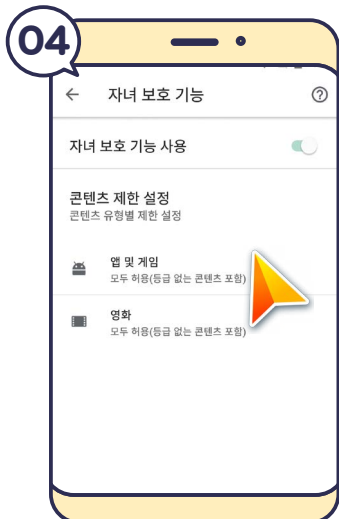 04
자녀 보호 기능
자녀 보호 기능 사용
콘텐츠 제한 설정
콘텐츠 유형별 제한 설정
앱 및 게임
모두 허용(등급 없는 콘텐츠 포함)
영화
모두 허용(등급 없는 콘텐츠 포함)